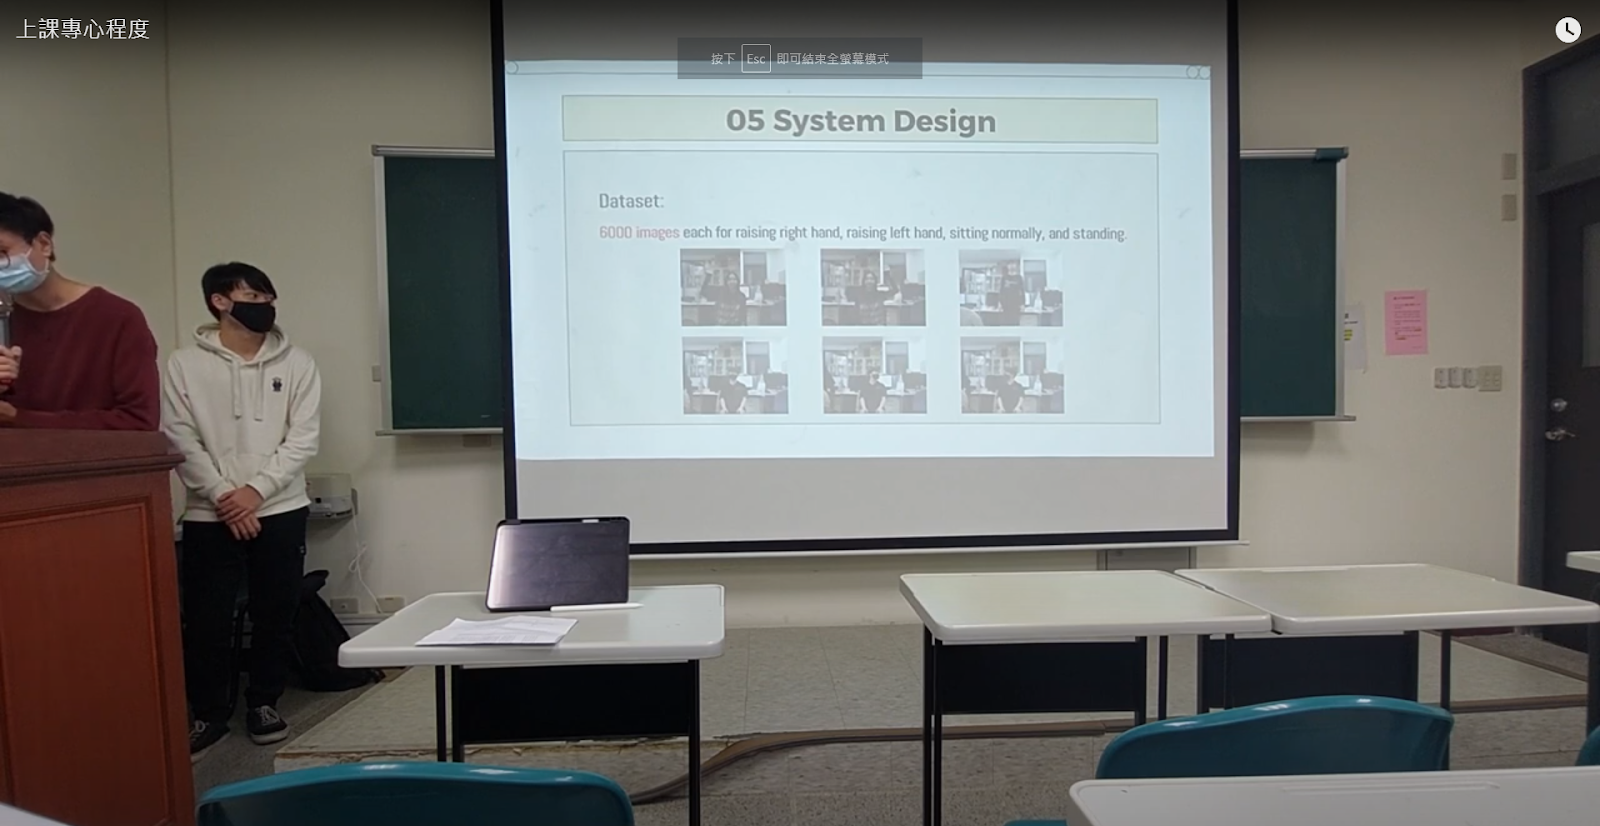 上課專心程度
按下 Esc 即可結束全螢幕模式
05 System Design
Dataset:
6000 images each for raising right hand, raising left hand, sitting normally, and standing.